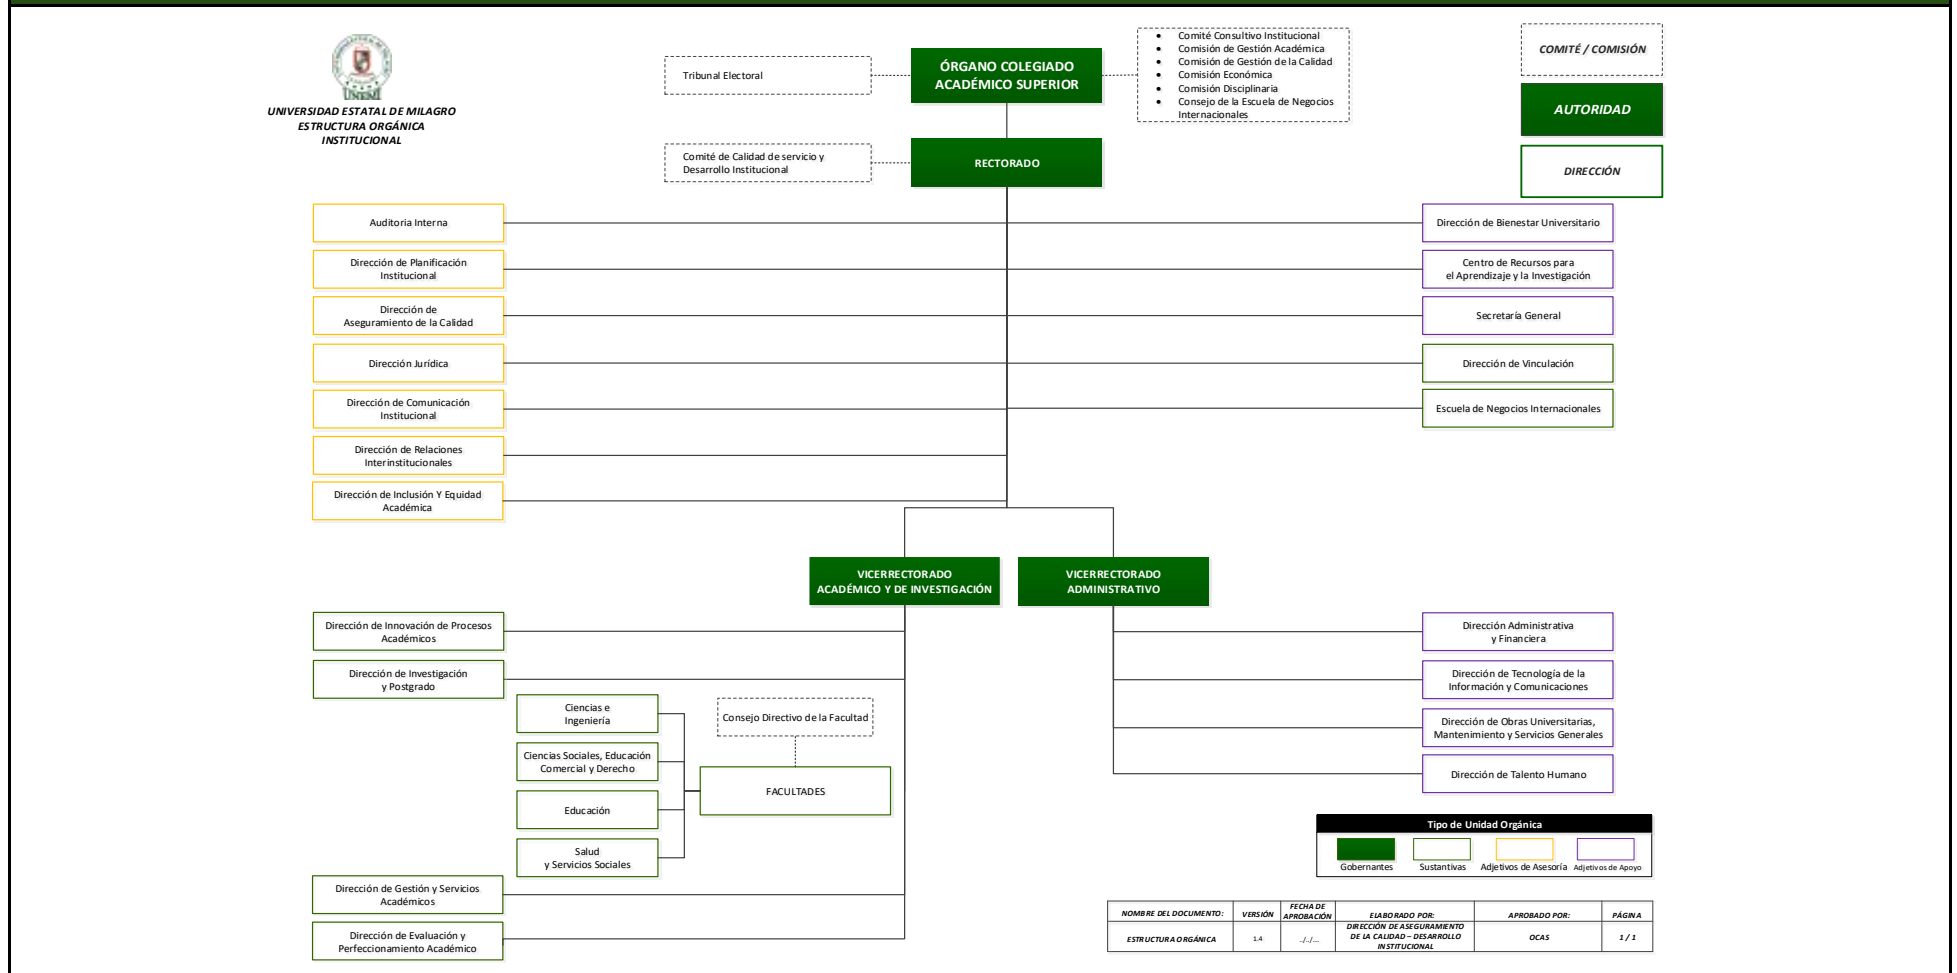 UNEMI
UNIVERSIDAD ESTATAL DE MILAGRO
ESTRUCTURA ORGÁNICA
INSTITUCIONAL
Tribunal Electoral
ÓRGANO COLEGIADO
ACADÉMICO SUPERIOR
• Comité Consultivo Institucional
• Comisión de Gestión Académica
• Comisión de Gestión de la Calidad
• Comisión Económica
• Comisión Disciplinaria
• Consejo de la Escuela de Negocios
Internacionales
COMITÉ / COMISIÓN
AUTORIDAD
DIRECCIÓN
Comité de Calidad de servicio y
Desarrollo Institucional
RECTORADO
Auditoria Interna
Dirección de Planificación
Institucional
Dirección de
Aseguramiento de la Calidad
Dirección Jurídica
Dirección de Comunicación
Institucional
Dirección de Relaciones
Interinstitucionales
Dirección de Inclusión Y Equidad
Académica
Dirección de Bienestar Universitario
Centro de Recursos para
el Aprendizaje y la Investigación
Secretaría General
Dirección de Vinculación
Escuela de Negocios Internacionales
VICERRECTORADO
ACADÉMICO Y DE INVESTIGACIÓN
VICERRECTORADO
ADMINISTRATIVO
Dirección de Innovación de Procesos
Académicos
Dirección de Investigación
y Postgrado
Ciencias e
Ingeniería
Ciencias Sociales, Educación
Comercial y Derecho
Educación
Salud
y Servicios Sociales
Consejo Directivo de la Facultad
FACULTADES
Dirección de Gestión y Servicios
Académicos
Dirección de Evaluación y
Perfeccionamiento Académico
Dirección Administrativa
y Financiera
Dirección de Tecnología de la
Información y Comunicaciones
Dirección de Obras Universitarias,
Mantenimiento y Servicios Generales
Dirección de Talento Humano
Tipo de Unidad Orgánica
Gobernantes Sustantivas Adjetivos de Asesoría Adjetivos de Apoyo
NOMBRE DEL DOCUMENTO: VERSIÓN FECHA DE APROBACIÓN ELABORADO POR: APROBADO POR: PÁGINA
ESTRUCTURA ORGÁNICA 1.4 ../../... DIRECCIÓN DE ASEGURAMIENTO DE LA CALIDAD – DESARROLLO INSTITUCIONAL OCAS 1 / 1